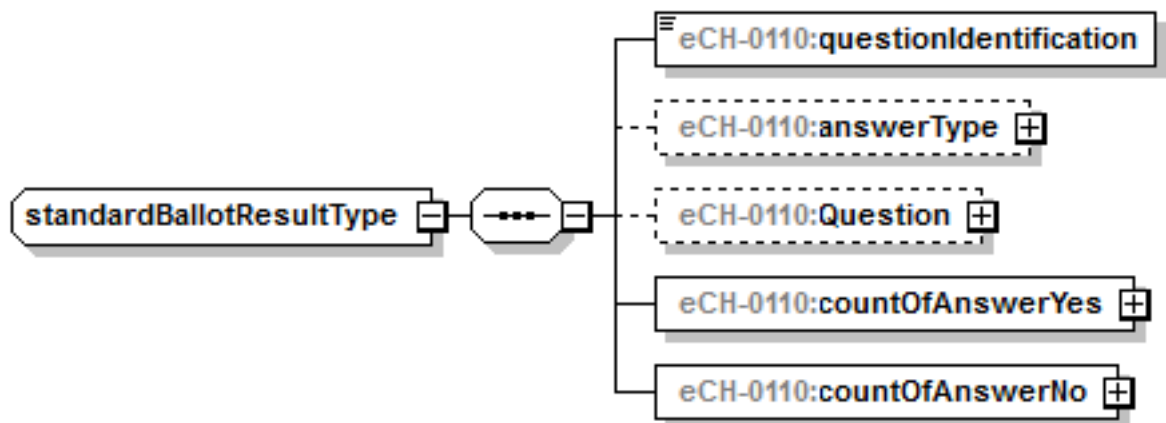 eCH-0110:questionIdentification
eCH-0110:answerType
standardBallotResultType
eCH-0110:Question
eCH-0110:countOfAnswerYes
eCH-0110:countOfAnswerNo